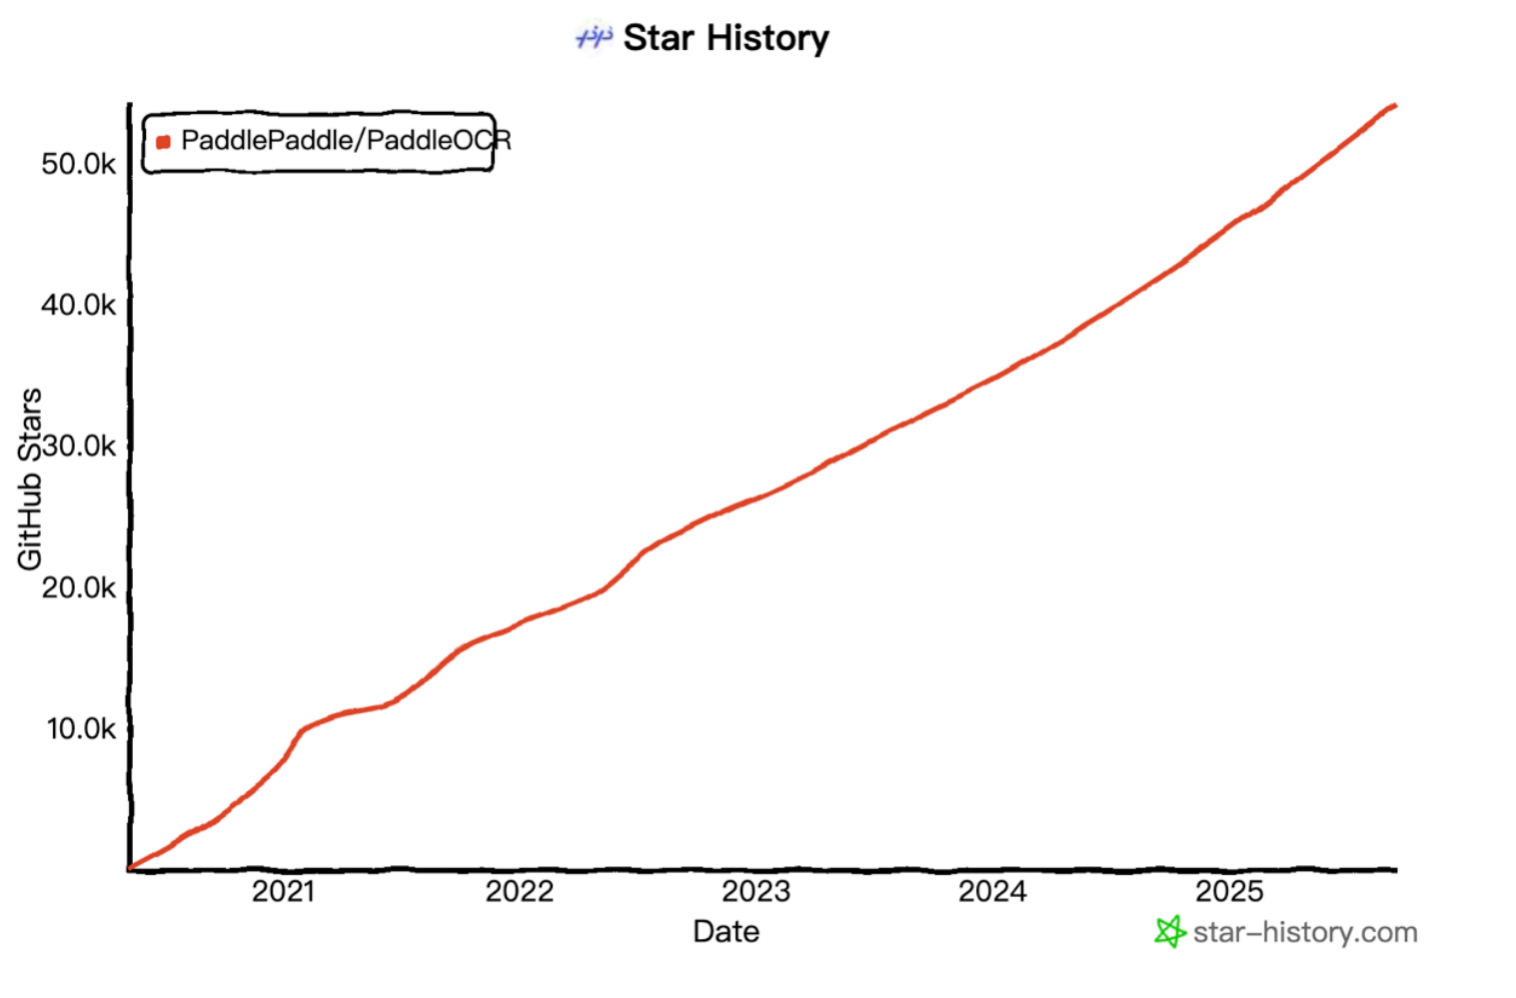 Star History
PaddlePaddle/PaddleOCR
50.0k
40.0k
30.0k
20.0k
10.0k
GitHub Stars
2021 2022 2023 2024 2025
Date
star-history.com